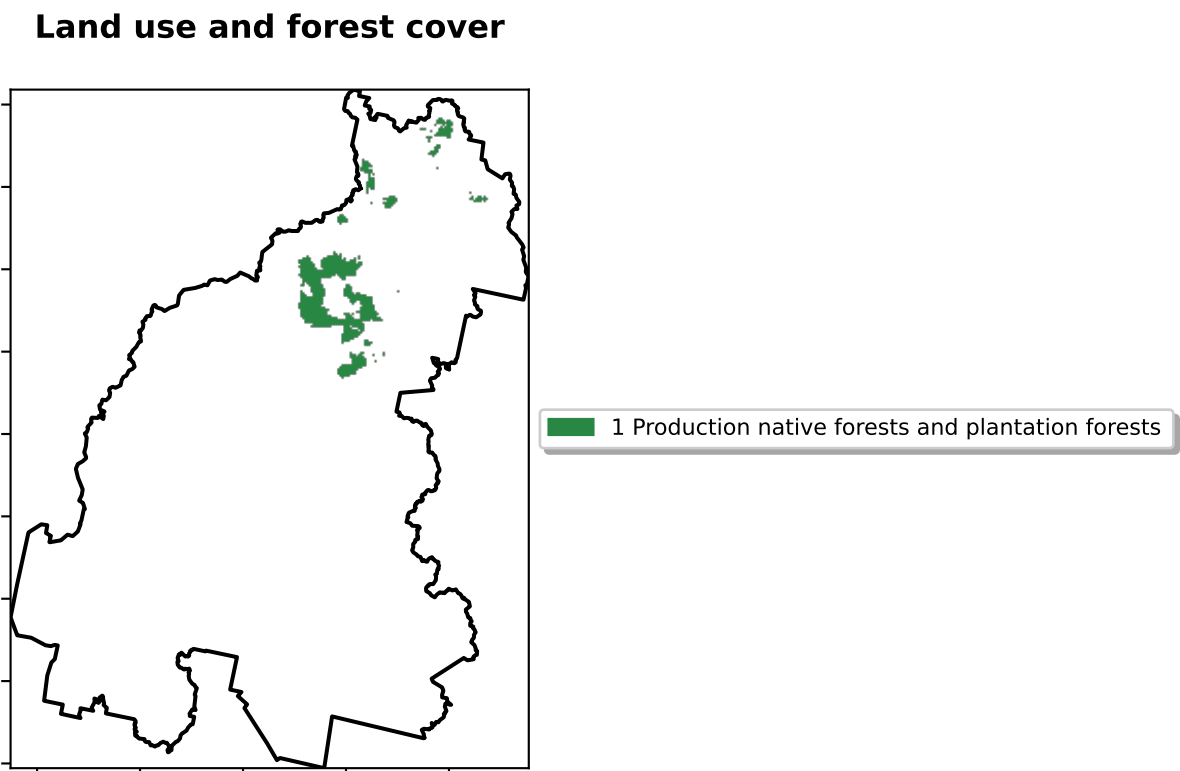 Land use and forest cover
1 Production native forests and plantation forests